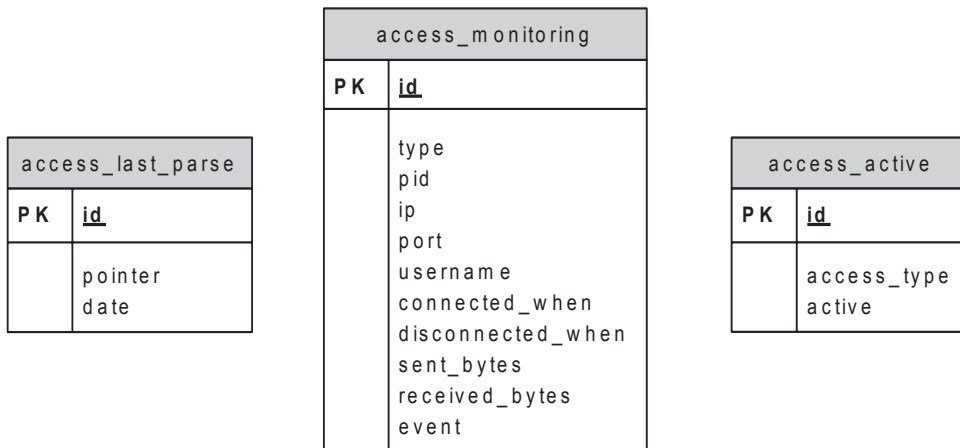 access_monitoring
PK id
type
pid
ip
port
username
connected_when
disconnected_when
sent_bytes
received_bytes
event
access_last_parse
PK id
pointer
date
access_active
PK id
access_type
active